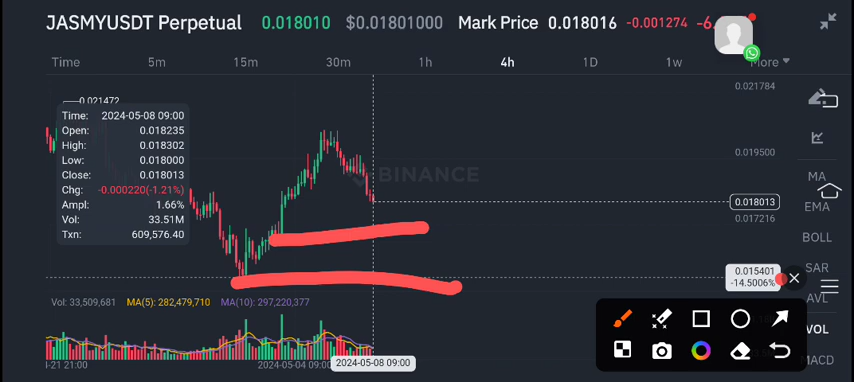 JASMYUSDT Perpetual 0.018010 $0.01801000 Mark Price 0.018016 -0.001274 -6.
Time 5m 15m 30m 1h 4h 1D 1w More
0.021784
0.021472
Time: 2024-05-08 09:00
Open: 0.018235
High: 0.018302
Low: 0.018000
Close: 0.018013
Chg: -0.000220(-1.21%)
Ampl: 1.66%
Vol: 33.51M
Txn: 609,576.40
BINANCE
0.019500
0.018013
0.017216
0.015401
-14.5006%
MA
EMA
BOLL
SAR
AVL
VOL
MACD
Vol: 33,509,681 MA(5): 282,479,710 MA(10): 297,220,377
-21 21:00 2024-05-04 09:00 2024-05-08 09:00